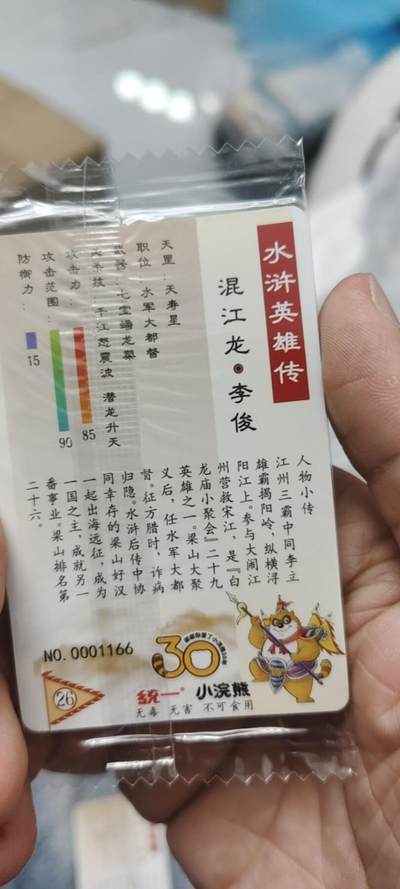 水浒英雄传
混江龙·李俊
天罡：天寿星
职位：水军大都督
武器：七宝
江怒震波 潜龙升天
攻击力： 85
攻击范围： 90
防御力： 15
人物小传
江州三霸中同李立
雄霸揭阳岭，纵横浔
阳江上。参与大闹江
州营救宋江，是『白
龙庙小聚会』二十九
英雄之一。梁山大聚
义后，任水军大都
督。征方腊时，诈病
归隐。水浒后传中协
同幸存的梁山好汉
一起出海远征，成为
一国之主，成就另一
番事业。梁山排名第
二十六。
NO.0001166
30
26
统一 小浣熊
无毒 无害 不可食用